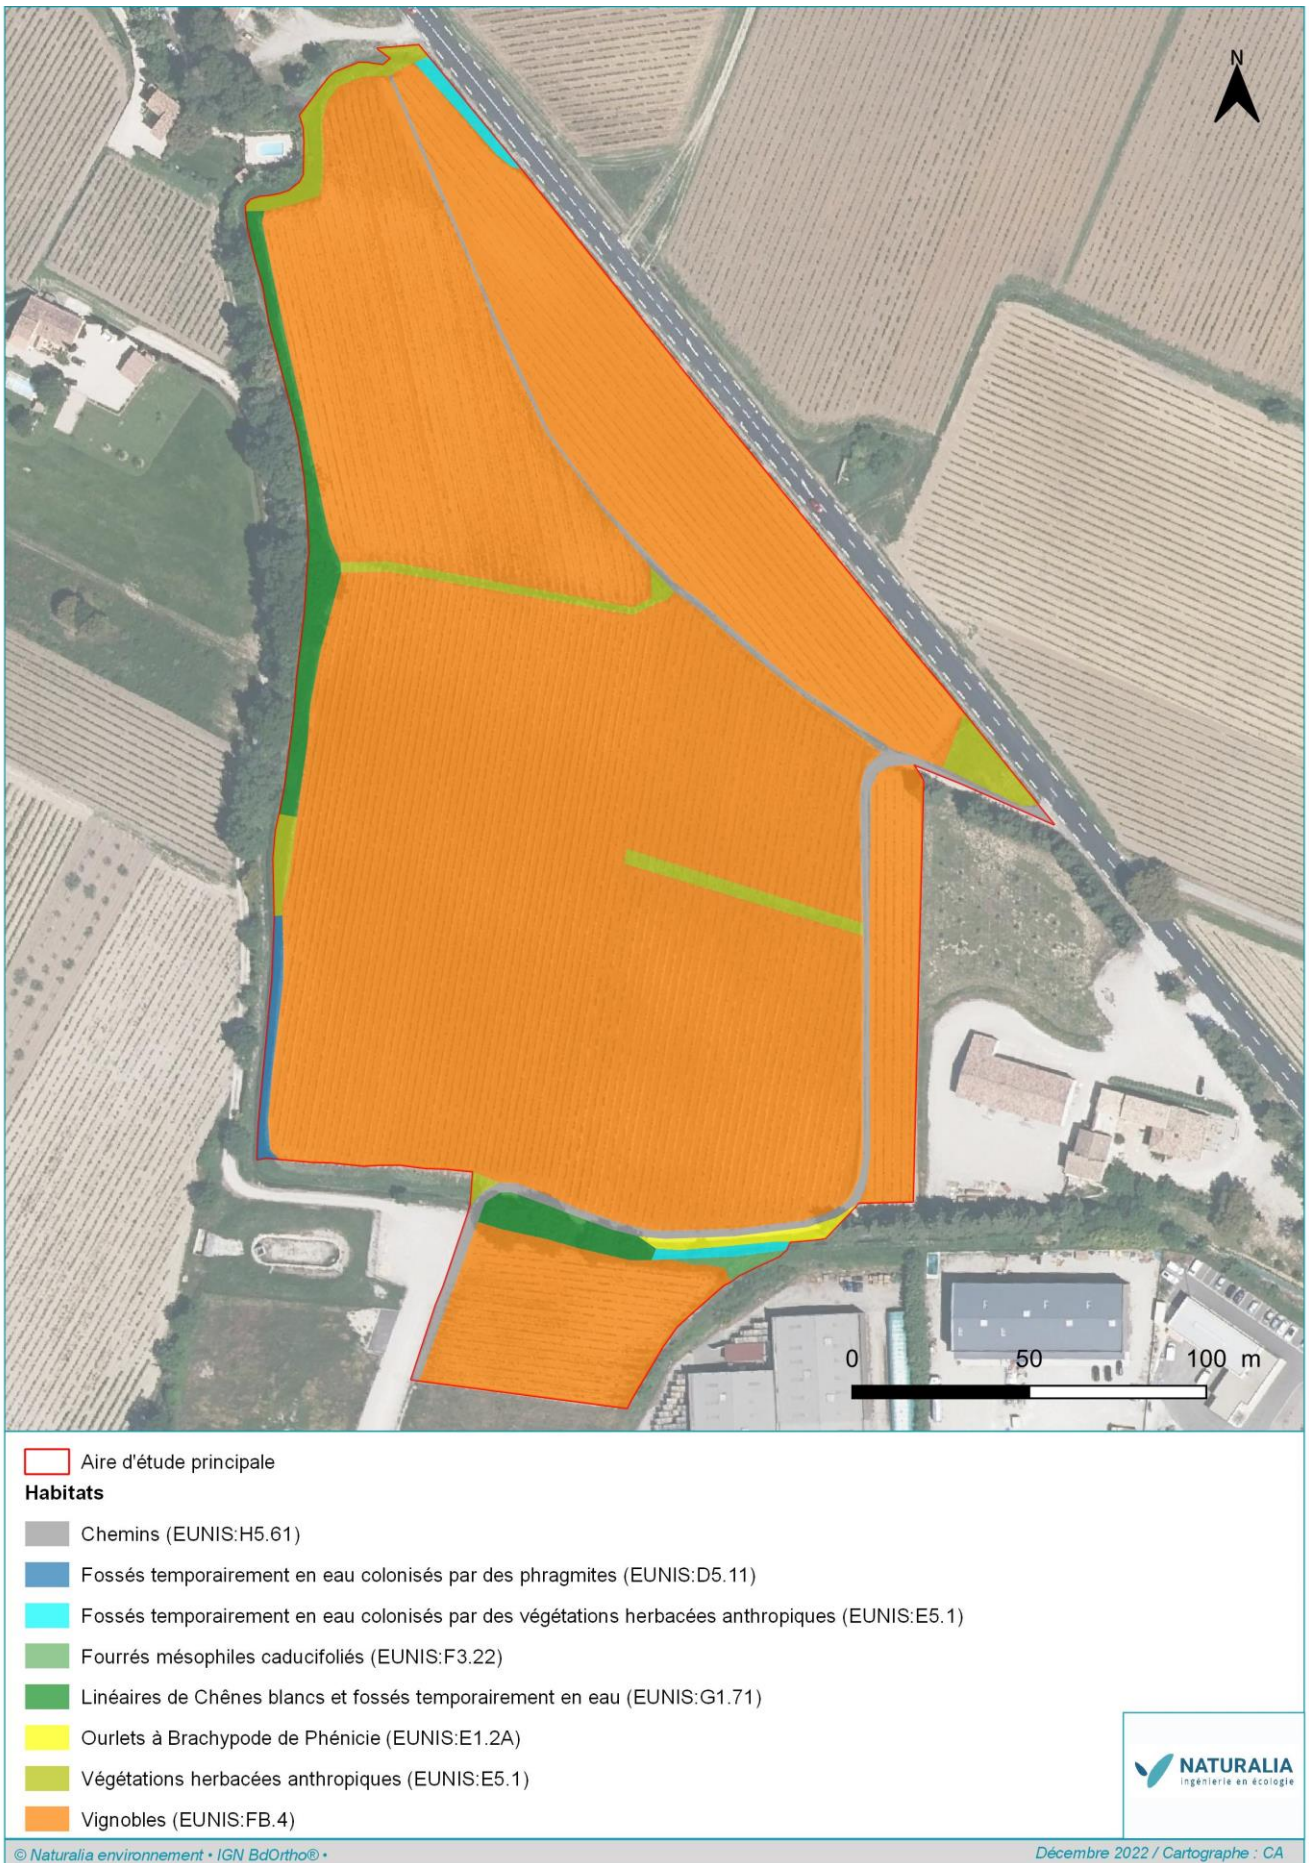 N
0 50 100 m
Aire d'étude principale
Habitats
Chemins (EUNIS:H5.61)
Fossés temporairement en eau colonisés par des phragmites (EUNIS:D5.11)
Fossés temporairement en eau colonisés par des végétations herbacées anthropiques (EUNIS:E5.1)
Fourrés mésophiles caducifoliés (EUNIS:F3.22)
Linéaires de Chênes blancs et fossés temporairement en eau (EUNIS:G1.71)
Ourlets à Brachypode de Phénicie (EUNIS:E1.2A)
Végétations herbacées anthropiques (EUNIS:E5.1)
Vignobles (EUNIS:FB.4)
NATURALIA
Ingénierie en écologie
© Naturalia environnement • IGN BdOrtho® •
Décembre 2022 / Cartographe : CA